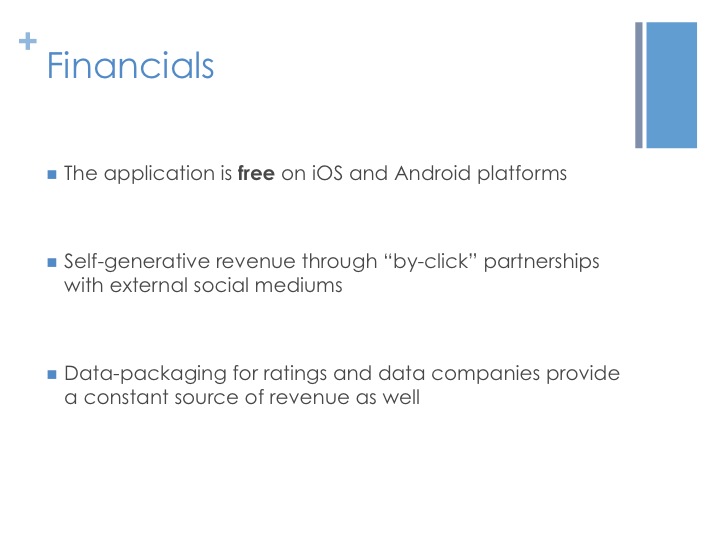 +
Financials
The application is free on iOS and Android platforms
Self-generative revenue through “by-click” partnerships
with external social mediums
Data-packaging for ratings and data companies provide
a constant source of revenue as well